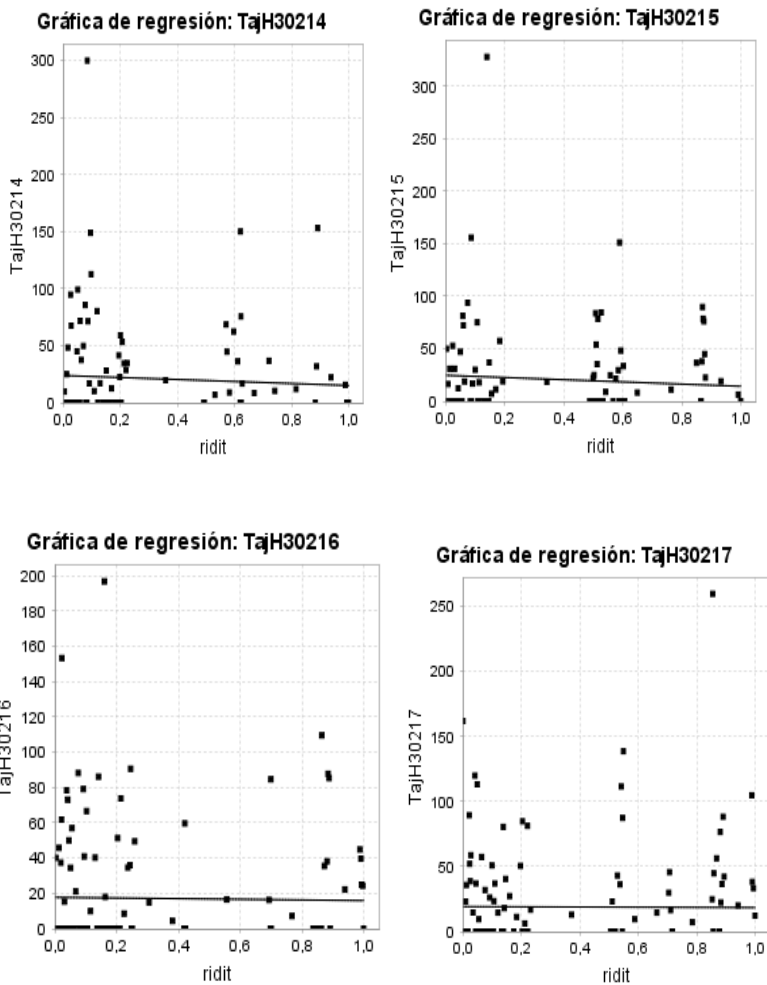 Gráfica de regresión: TajH30214
300
250
200
150
100
50
0
TajH30214
0,0 0,2 0,4 0,6 0,8 1,0
ridit
Gráfica de regresión: TajH30215
300
250
200
150
100
50
0
TajH30215
0,0 0,2 0,4 0,6 0,8 1,0
ridit
Gráfica de regresión: TajH30216
200
180
160
140
120
100
80
60
40
20
0
TajH30216
0,0 0,2 0,4 0,6 0,8 1,0
ridit
Gráfica de regresión: TajH30217
250
200
150
100
50
0
TajH30217
0,0 0,2 0,4 0,6 0,8 1,0
ridit